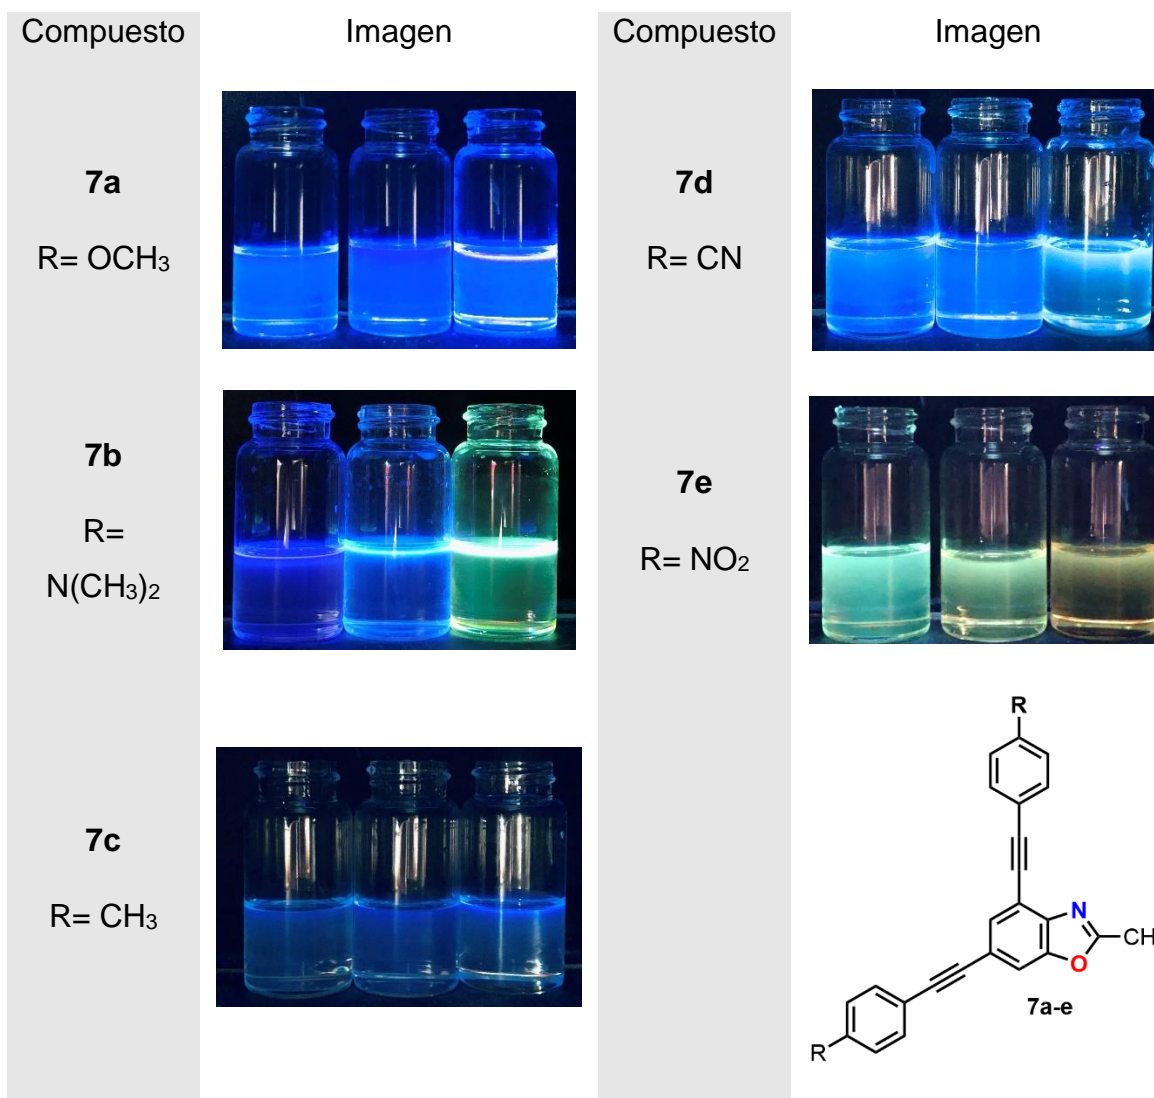 Compuesto
Imagen
Compuesto
Imagen
7a
R= OCH3
7d
R= CN
7b
R=
N(CH3)2
7e
R= NO2
7c
R= CH3
R
N
CH
O
7a-e
R